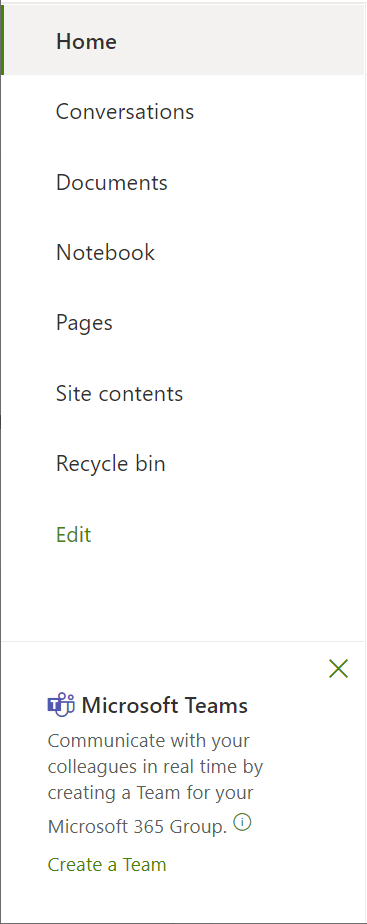 Home
Conversations
Documents
Notebook
Pages
Site contents
Recycle bin
Edit
Microsoft Teams
Communicate with your
colleagues in real time by
creating a Team for your
Microsoft 365 Group.
Create a Team